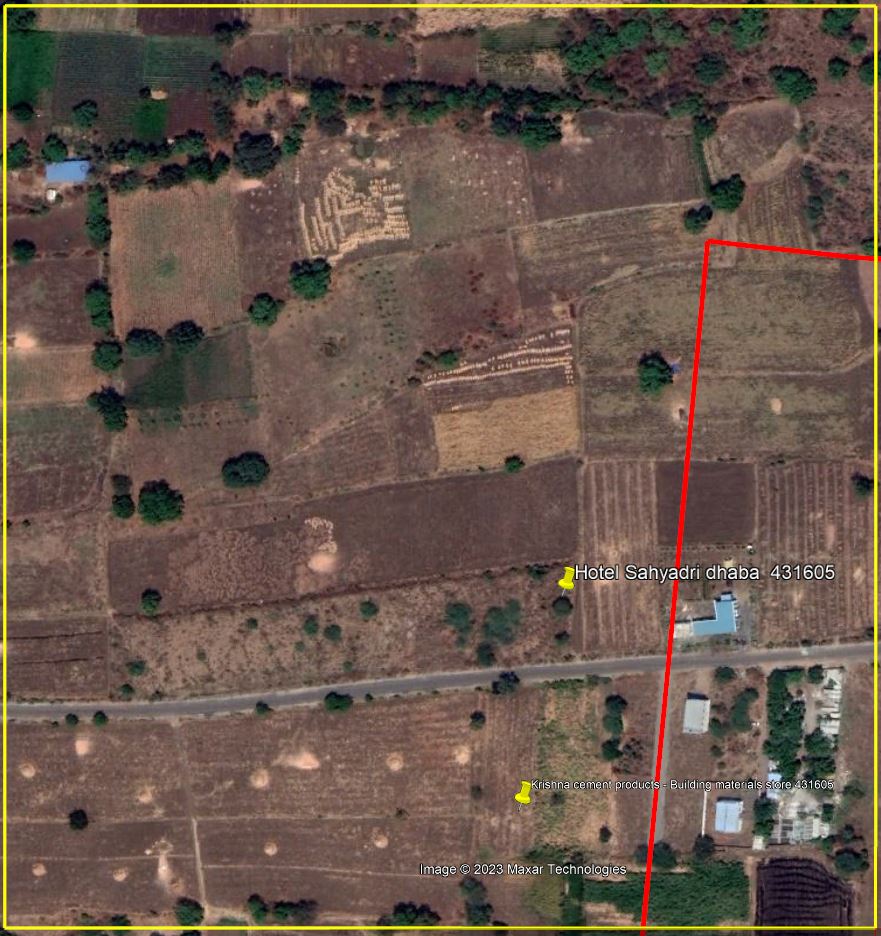 Hotel Sahyadri dhaba 431605
Krishna cement products - Building materials store 431605
Image © 2023 Maxar Technologies